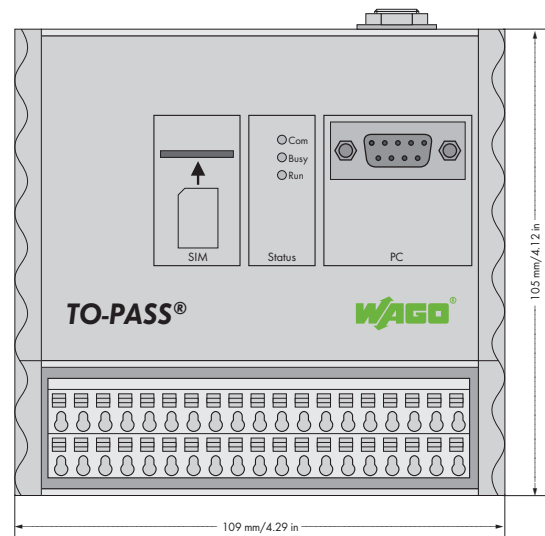 Com
Busy
Run
SIM
Status
PC
TO-PASS®
WAGO®
105 mm/4.12 in
109 mm/4.29 in